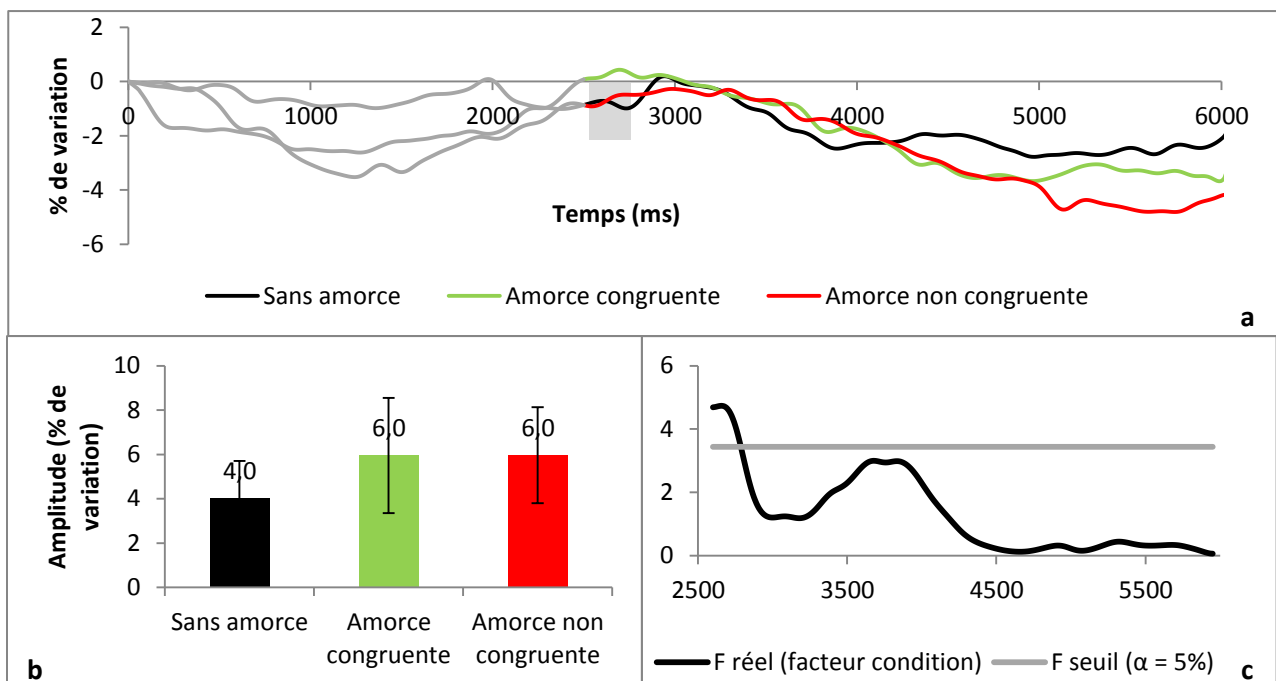 2
0
-2
-4
-6
% de variation
0 1000 2000 3000 4000 5000 6000
Temps (ms)
Sans amorce Amorce congruente Amorce non congruente
a
10
8
6
4
2
0
Amplitude (% de
variation)
4,0 6,0 6,0
Sans amorce Amorce congruente Amorce non congruente
b
6
4
2
0
2500 3500 4500 5500
F réel (facteur condition) F seuil (α = 5%)
c